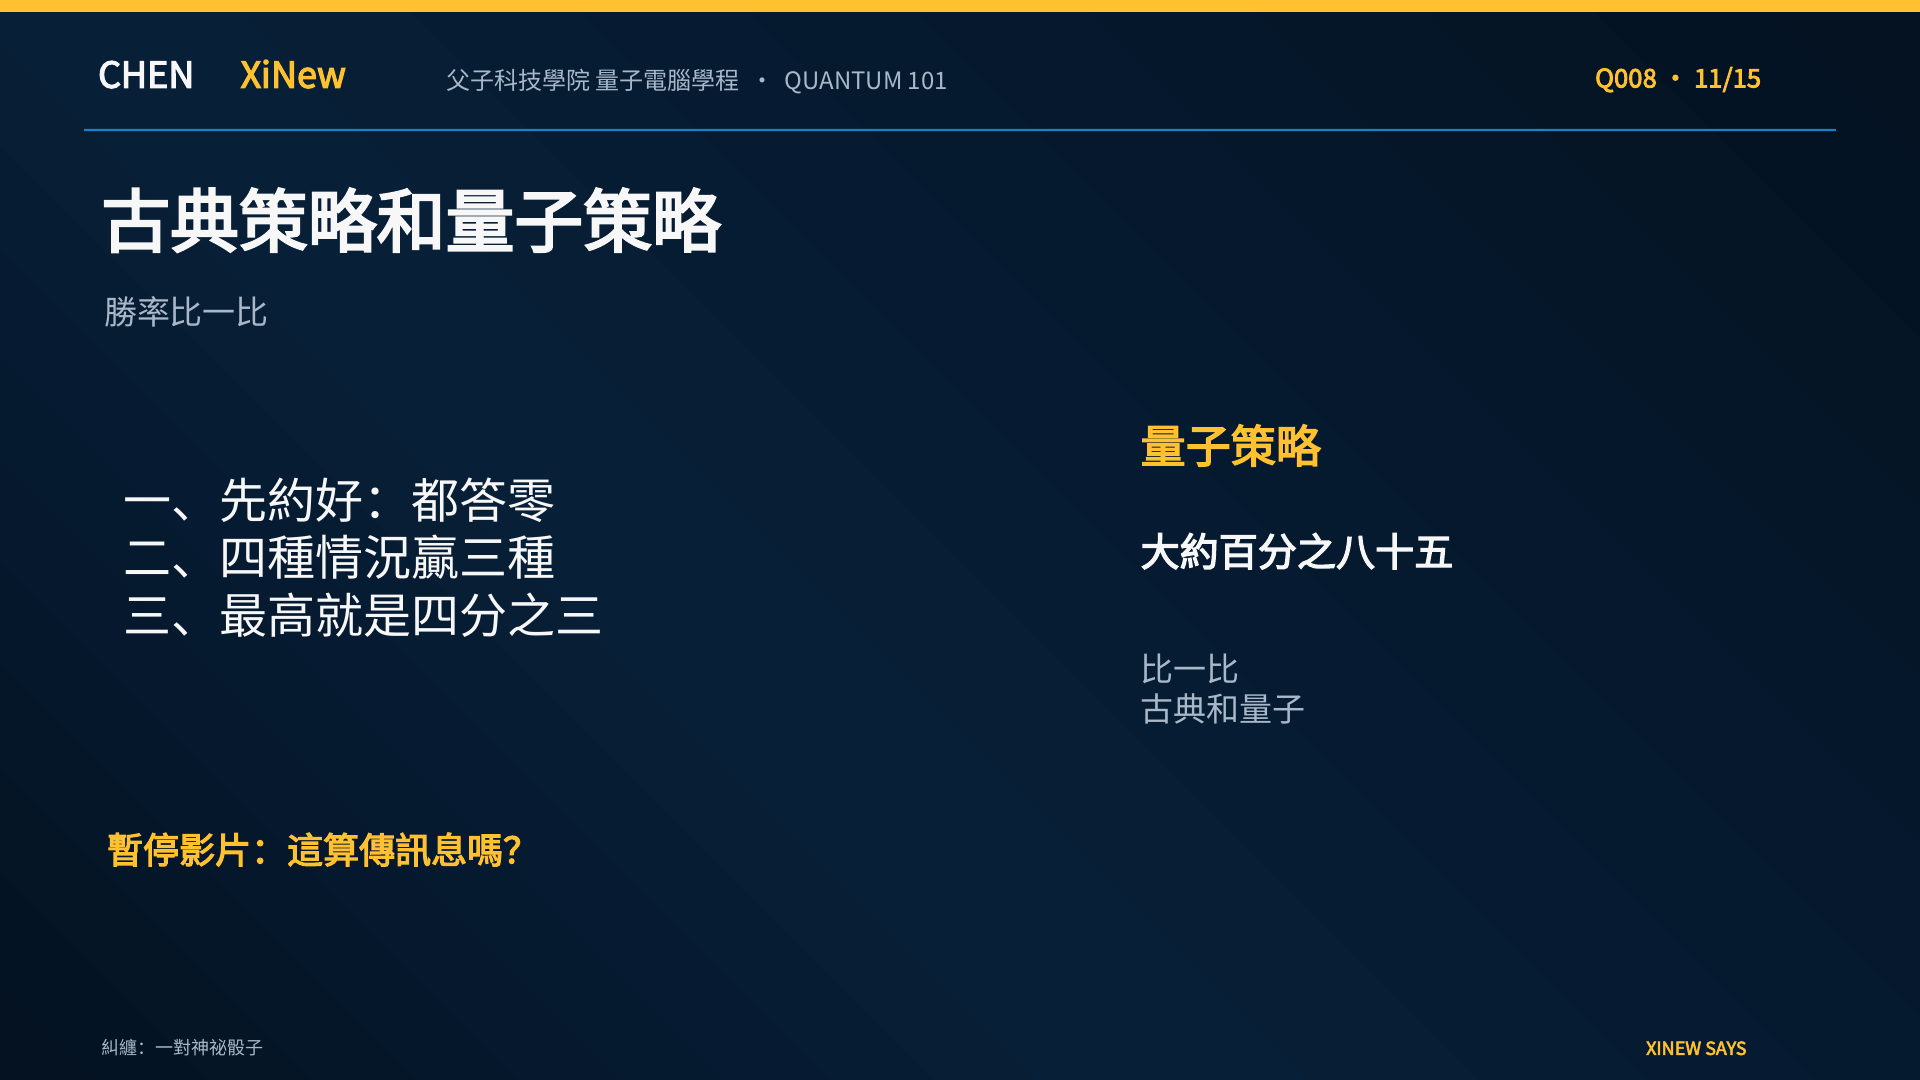 CHEN XiNew 父子科技學院 量子電腦學程 · QUANTUM 101 Q008 · 11/15
古典策略和量子策略
勝率比一比
一、先約好：都答零
二、四種情況贏三種
三、最高就是四分之三
量子策略
大約百分之八十五
比一比
古典和量子
暫停影片：這算傳訊息嗎？
糾纏：一對神祕骰子
XINEW SAYS